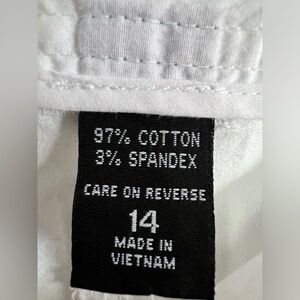 97% COTTON
3% SPANDEX
CARE ON REVERSE
14
MADE IN
VIETNAM